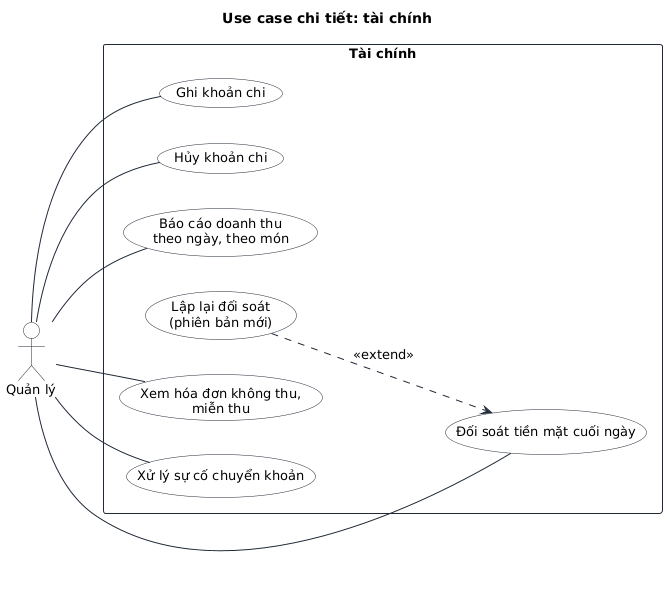 Use case chi tiết: tài chính
Tài chính
Ghi khoản chi
Hủy khoản chi
Báo cáo doanh thu
theo ngày, theo món
Lập lại đối soát
(phiên bản mới)
«extend»
Quản lý
Xem hóa đơn không thu,
miễn thu
Đối soát tiền mặt cuối ngày
Xử lý sự cố chuyển khoản